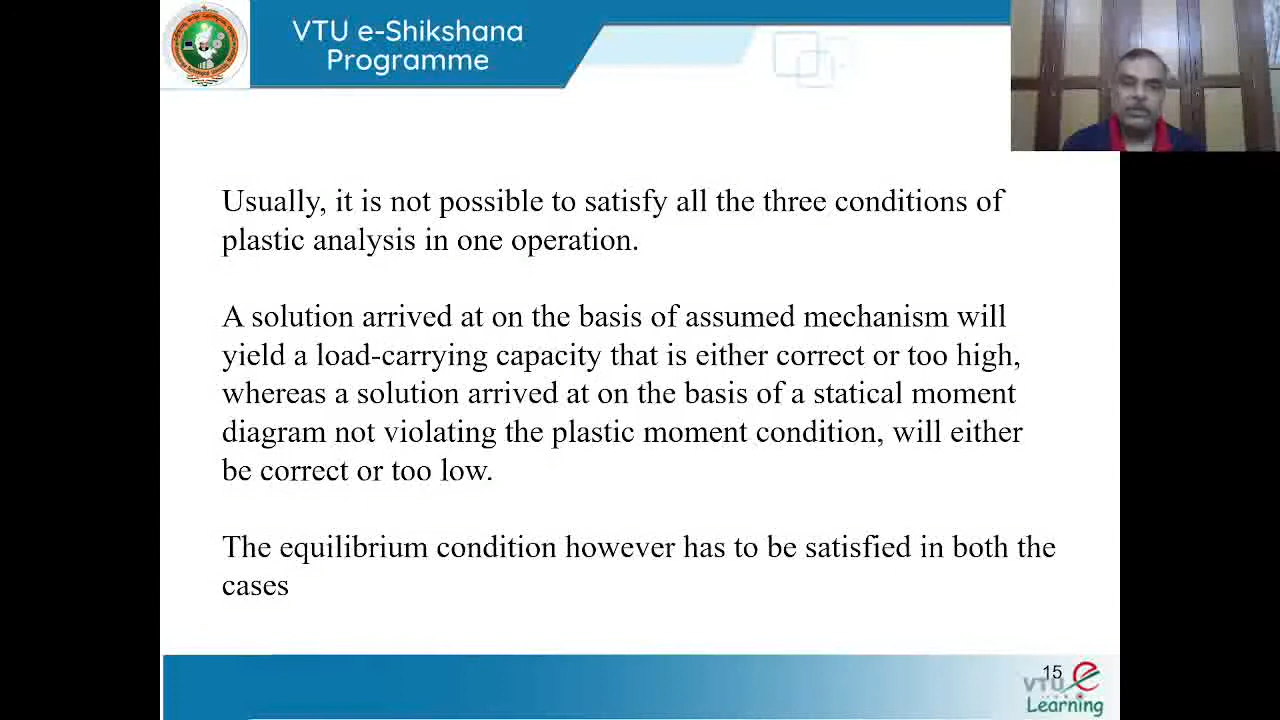 VTU e-Shikshana
Programme
Usually, it is not possible to satisfy all the three conditions of
plastic analysis in one operation.
A solution arrived at on the basis of assumed mechanism will
yield a load-carrying capacity that is either correct or too high,
whereas a solution arrived at on the basis of a statical moment
diagram not violating the plastic moment condition, will either
be correct or too low.
The equilibrium condition however has to be satisfied in both the
cases
15
VTU e
Learning